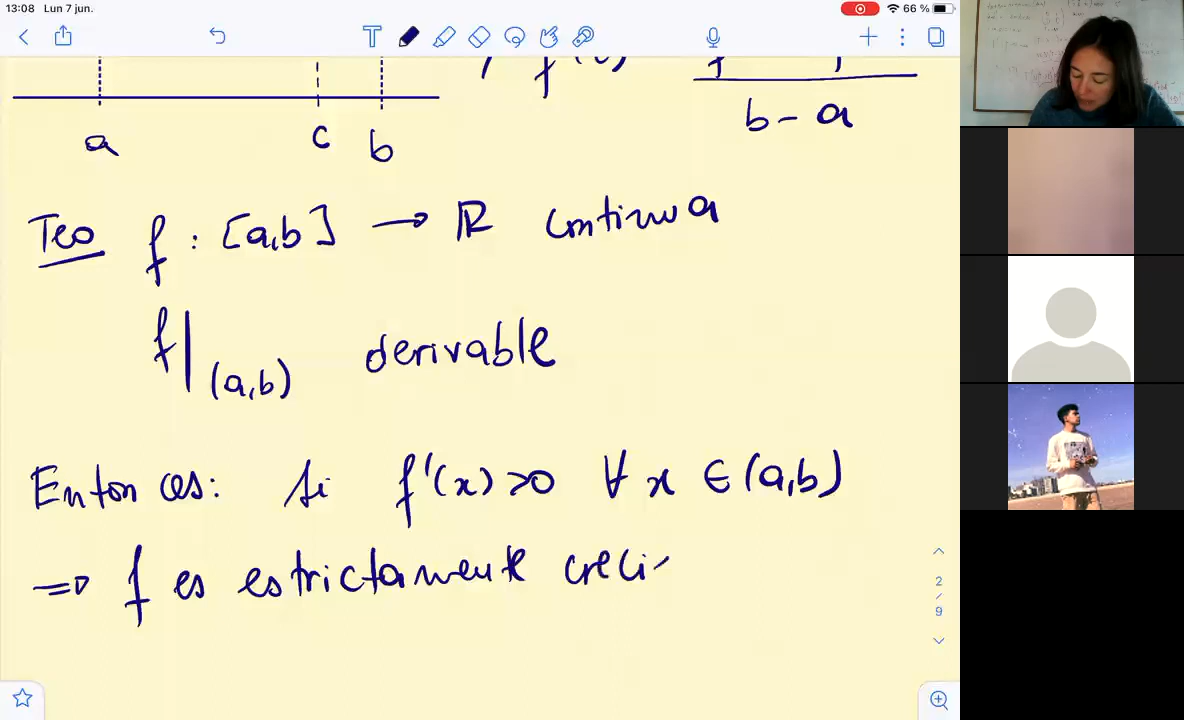 13:08 Lun 7 jun. 66 %
a c b b - a
Teo f : [a,b] → ℝ continua
f|(a,b) derivable
Entonces: Si f'(x) >0 ∀ x ∈ (a,b)
⇒ f es estrictamente creci
2
/
9